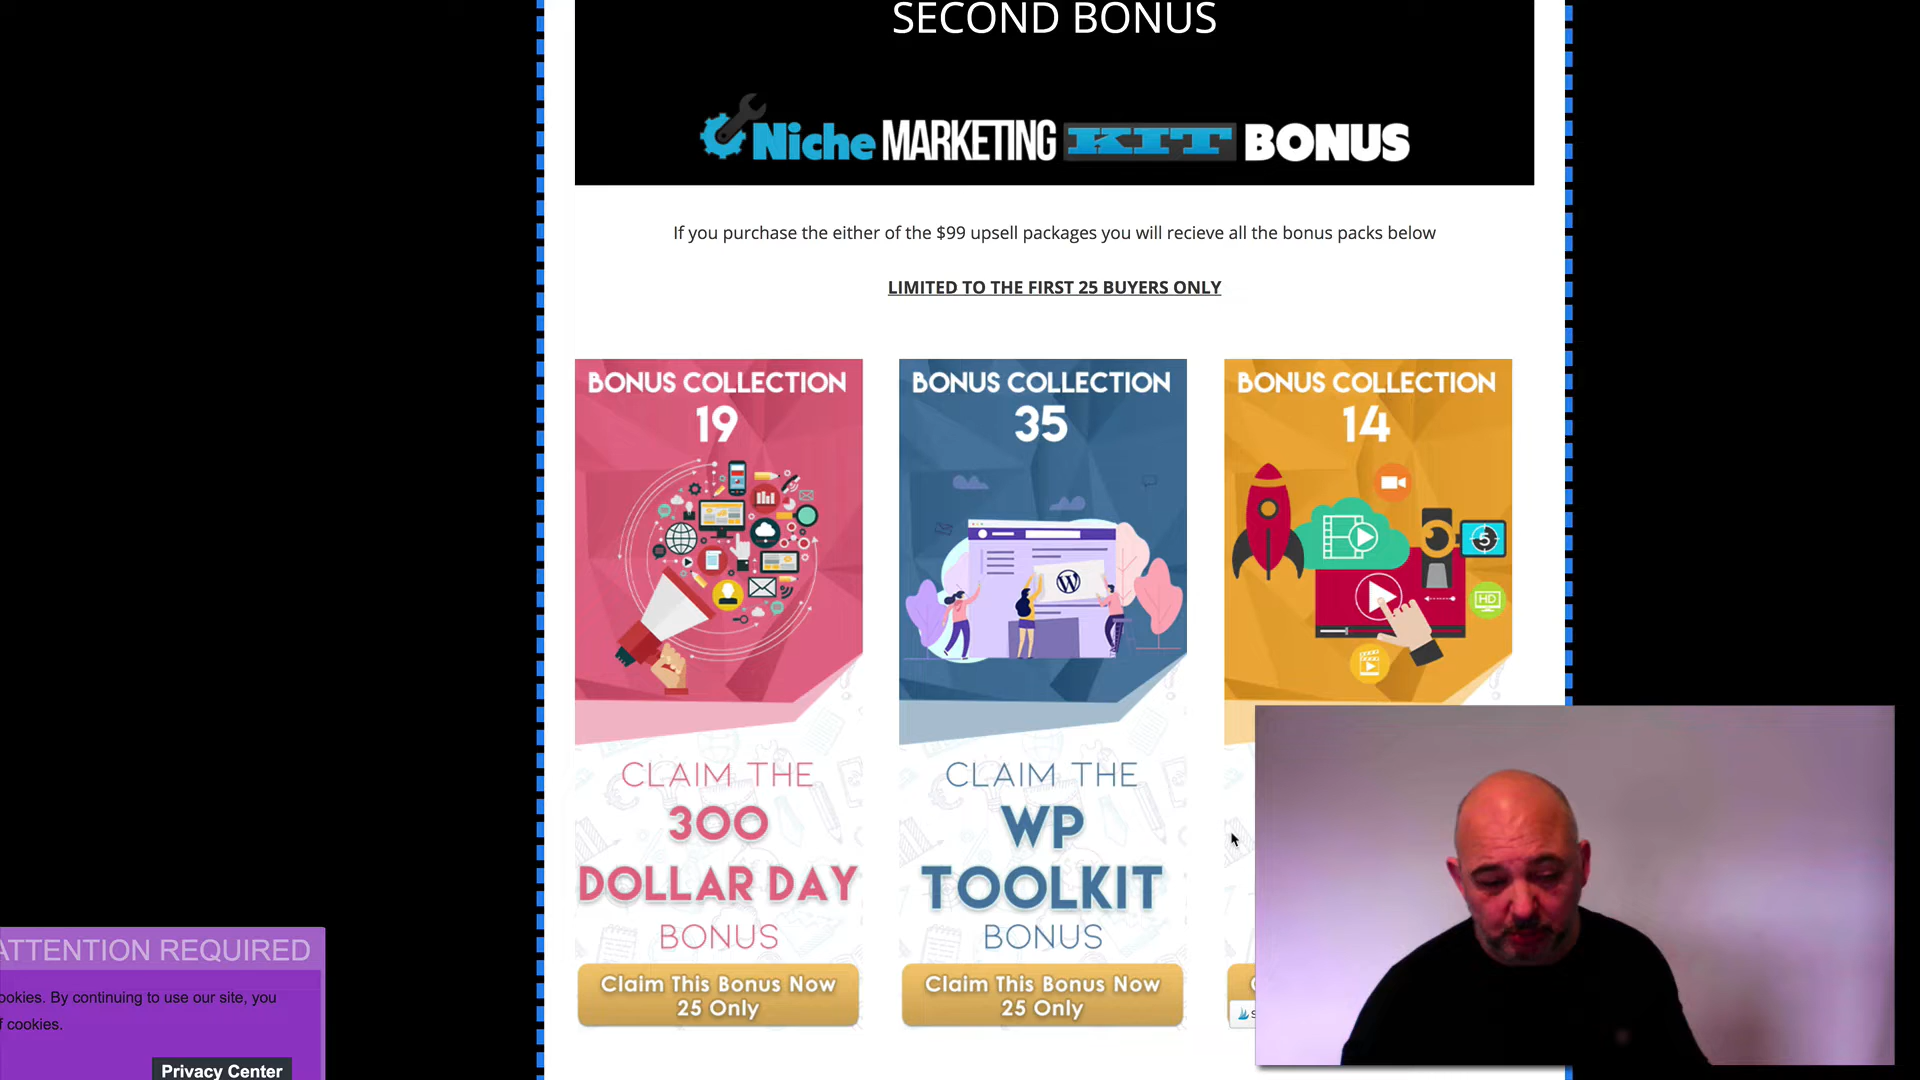 SECOND BONUS
Niche MARKETING KIT BONUS
If you purchase the either of the $99 upsell packages you will recieve all the bonus packs below
LIMITED TO THE FIRST 25 BUYERS ONLY
BONUS COLLECTION
19
CLAIM THE
300
DOLLAR DAY
BONUS
Claim This Bonus Now
25 Only
BONUS COLLECTION
35
CLAIM THE
WP
TOOLKIT
BONUS
Claim This Bonus Now
25 Only
BONUS COLLECTION
14
5
HD
ATTENTION REQUIRED
ookies. By continuing to use our site, you
f cookies.
Privacy Center